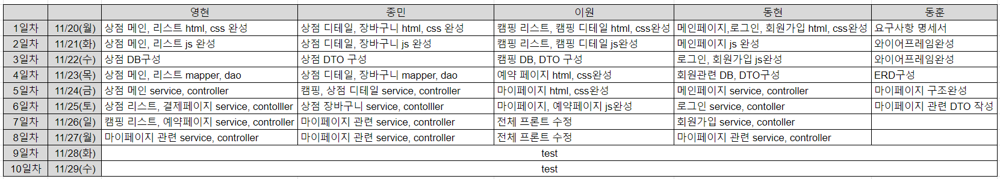 영현 종민 이원 동현 동훈
1일차 11/20(월) 상점 메인, 리스트 html, css 완성 상점 디테일, 장바구니 html, css 완성 캠핑 리스트, 캠핑 디테일 html, css완성 메인페이지,로그인, 회원가입 html, css완성 요구사항 명세서
2일차 11/21(화) 상점 메인, 리스트 js 완성 상점 디테일, 장바구니 js 완성 캠핑 리스트, 캠핑 디테일 js완성 메인페이지 js 완성 와이어프레임완성
3일차 11/22(수) 상점 DB구성 상점 DTO 구성 캠핑 DB, DTO 구성 로그인, 회원가입 js완성 와이어프레임완성
4일차 11/23(목) 상점 메인, 리스트 mapper, dao 상점 디테일, 장바구니 mapper, dao 예약 페이지 html, css완성 회원관련 DB, DTO구성 ERD구성
5일차 11/24(금) 상점 메인 service, controller 캠핑, 상점 디테일 service, controller 마이페이지 html, css완성 메인페이지 service, controller 마이페이지 구조완성
6일차 11/25(토) 상점 리스트, 결제페이지 service, contolller 상점 장바구니 service, contolller 마이페이지, 예약페이지 js완성 로그인 service, contoller 마이페이지 관련 DTO 작성
7일차 11/26(일) 캠핑 리스트, 예약페이지 service, controller 마이페이지 관련 service, controller 전체 프론트 수정 회원가입 service, contoller
8일차 11/27(월) 마이페이지 관련 service, controller 마이페이지 관련 service, controller 전체 프론트 수정 마이페이지 관련 service, controller
9일차 11/28(화) test
10일차 11/29(수) test